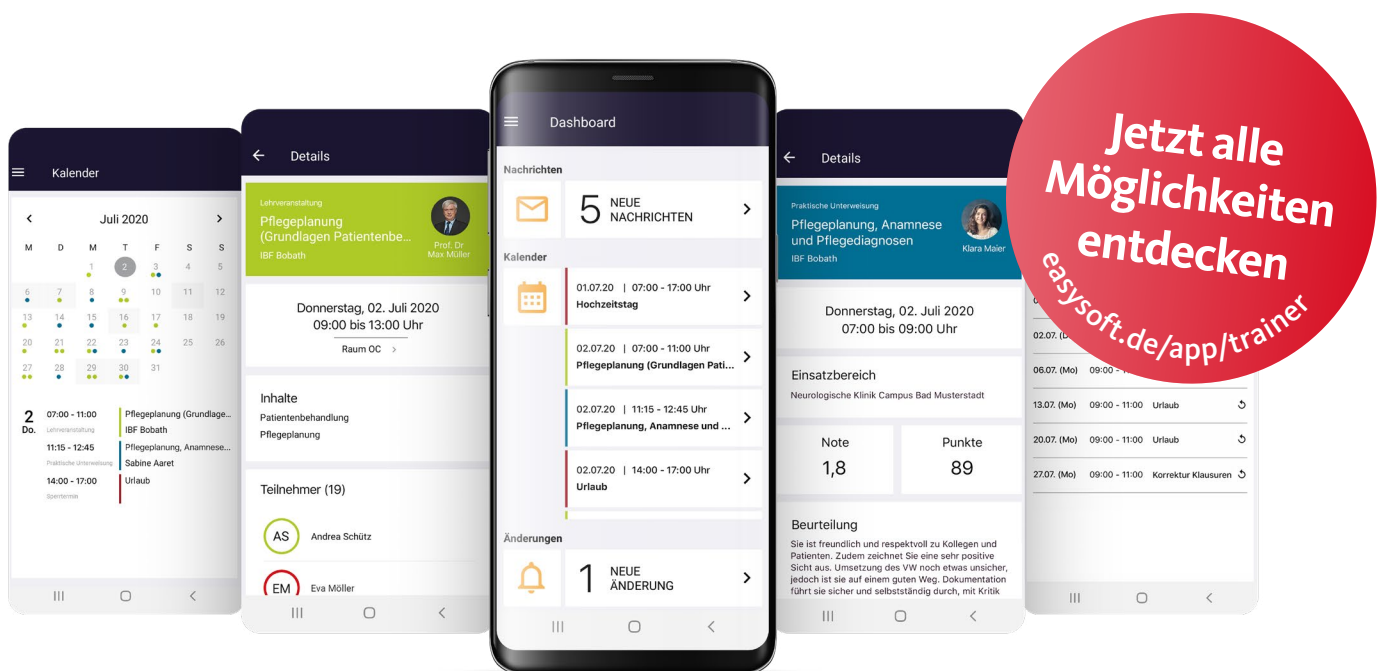 Kalender
Juli 2020
M D M T F S S
1 2 3 4 5
6 7 8 9 10 11 12
13 14 15 16 17 18 19
20 21 22 23 24 25 26
27 28 29 30 31
2 07:00 - 11:00 Pflegeplanung (Grundlage...
Do. Lehrveranstaltung IBF Bobath
11:15 - 12:45 Pflegeplanung, Anamnese...
Praktische Unterweisung Sabine Aaret
14:00 - 17:00 Urlaub
Sperrtermin
Details
Lehrveranstaltung
Pflegeplanung
(Grundlagen Patientenbe...
IBF Bobath
Prof. Dr
Max Müller
Donnerstag, 02. Juli 2020
09:00 bis 13:00 Uhr
Raum OC
Inhalte
Patientenbehandlung
Pflegeplanung
Teilnehmer (19)
AS Andrea Schütz
EM Eva Möller
Dashboard
Nachrichten
5 NEUE
NACHRICHTEN
Kalender
01.07.20 | 07:00 - 17:00 Uhr
Hochzeitstag
02.07.20 | 07:00 - 11:00 Uhr
Pflegeplanung (Grundlagen Pati...
02.07.20 | 11:15 - 12:45 Uhr
Pflegeplanung, Anamnese und ...
02.07.20 | 14:00 - 17:00 Uhr
Urlaub
Änderungen
1 NEUE
ÄNDERUNG
Details
Praktische Unterweisung
Pflegeplanung, Anamnese
und Pflegediagnosen
IBF Bobath
Klara Maier
Donnerstag, 02. Juli 2020
07:00 bis 09:00 Uhr
Einsatzbereich
Neurologische Klinik Campus Bad Musterstadt
Note Punkte
1,8 89
Beurteilung
Sie ist freundlich und respektvoll zu Kollegen und
Patienten. Zudem zeichnet Sie eine sehr positive
Sicht aus. Umsetzung des VW noch etwas unsicher,
jedoch ist sie auf einem guten Weg. Dokumentation
führt sie sicher und selbstständig durch, mit Kritik
Jetzt alle
Möglichkeiten
entdecken
easysoft.de/app/trainer
02.07.
06.07. (Mo) 09:00 -
13.07. (Mo) 09:00 - 11:00 Urlaub
20.07. (Mo) 09:00 - 11:00 Urlaub
27.07. (Mo) 09:00 - 11:00 Korrektur Klausuren